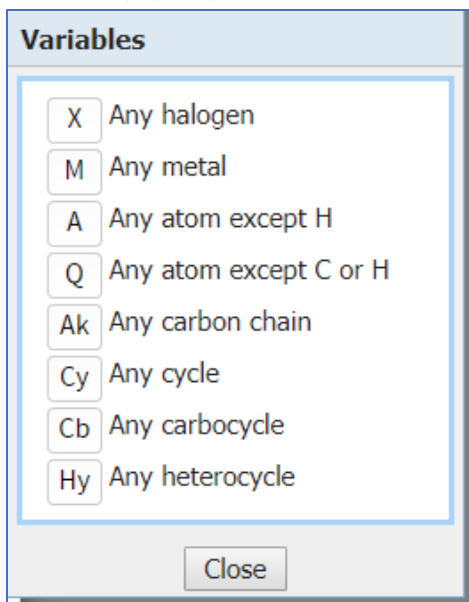 Variables
X Any halogen
M Any metal
A Any atom except H
Q Any atom except C or H
Ak Any carbon chain
Cy Any cycle
Cb Any carbocycle
Hy Any heterocycle
Close